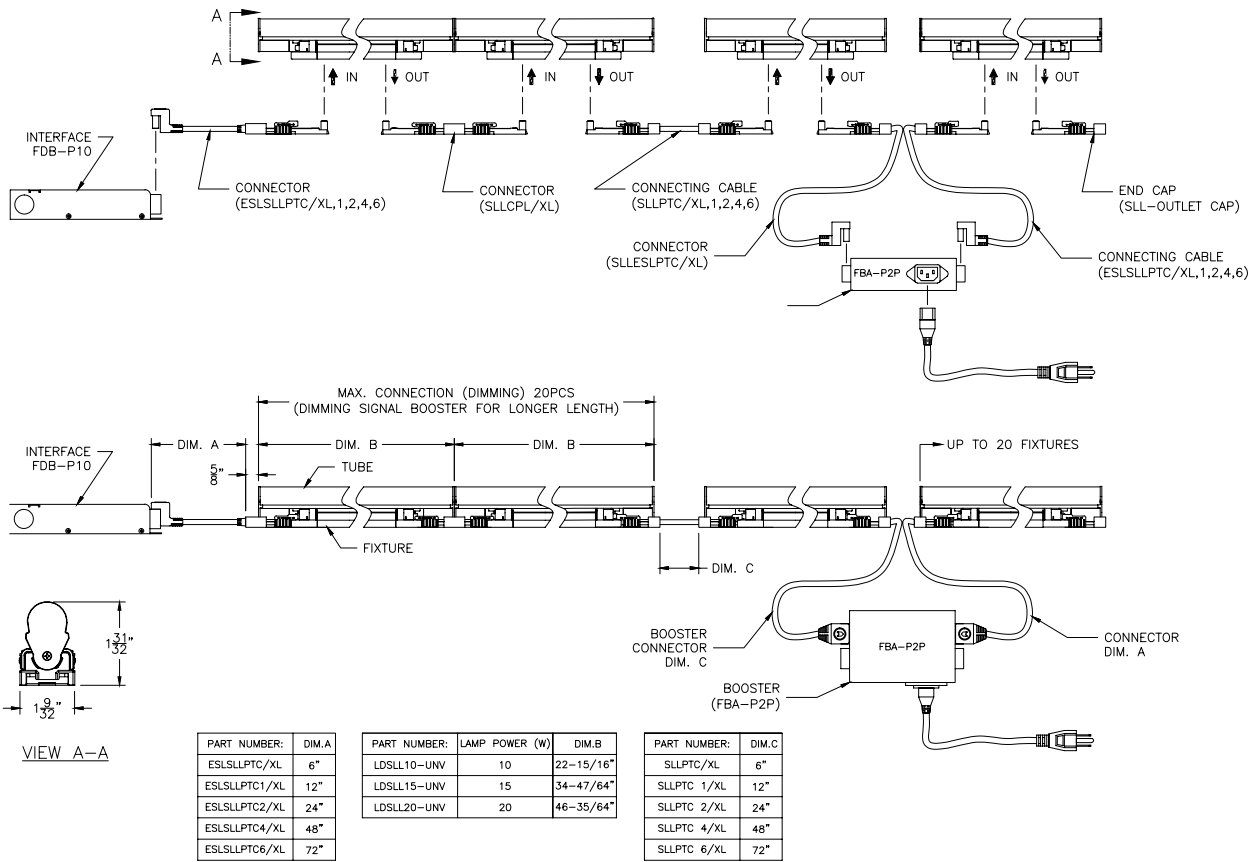 A
A
IN
OUT
IN
OUT
OUT
IN
OUT
INTERFACE
FDB-P10
CONNECTOR
(ESLSLLPTC/XL,1,2,4,6)
CONNECTOR
(SLLCPL/XL)
CONNECTING CABLE
(SLLPTC/XL,1,2,4,6)
END CAP
(SLL-OUTLET CAP)
CONNECTOR
(SLLESLPTC/XL)
FBA-P2P
CONNECTING CABLE
(ESLSLLPTC/XL,1,2,4,6)
MAX. CONNECTION (DIMMING) 20PCS
(DIMMING SIGNAL BOOSTER FOR LONGER LENGTH)
INTERFACE
FDB-P10
DIM. A
DIM. B
DIM. B
UP TO 20 FIXTURES
5/8"
TUBE
FIXTURE
DIM. C
BOOSTER
CONNECTOR
DIM. C
FBA-P2P
CONNECTOR
DIM. A
BOOSTER
(FBA-P2P)
1 31/32"
1 9/32"
VIEW A-A
PART NUMBER: DIM.A
ESLSLLPTC/XL 6"
ESLSLLPTC1/XL 12"
ESLSLLPTC2/XL 24"
ESLSLLPTC4/XL 48"
ESLSLLPTC6/XL 72"
PART NUMBER: LAMP POWER (W) DIM.B
LDSLL10-UNV 10 22-15/16"
LDSLL15-UNV 15 34-47/64"
LDSLL20-UNV 20 46-35/64"
PART NUMBER: DIM.C
SLLPTC/XL 6"
SLLPTC 1/XL 12"
SLLPTC 2/XL 24"
SLLPTC 4/XL 48"
SLLPTC 6/XL 72"